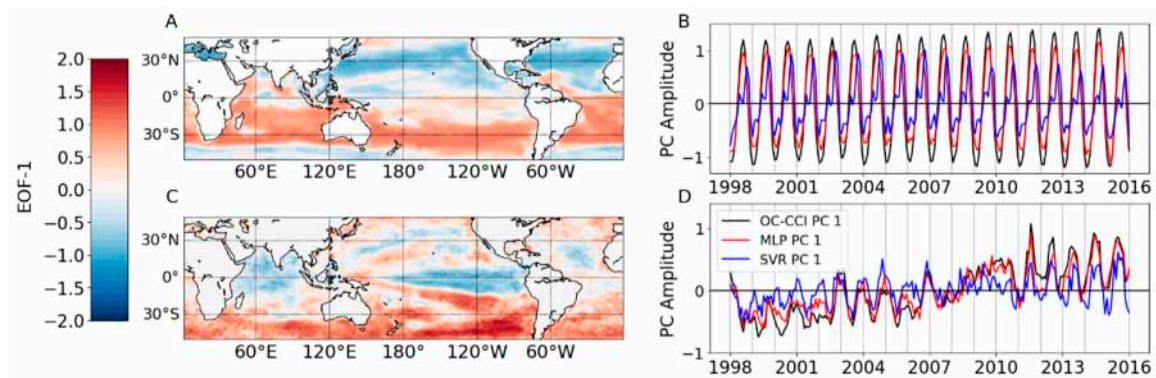 A
B
2.0
1.5
1.0
0.5
0.0
−0.5
−1.0
−1.5
−2.0
EOF-1
30°N
0°
30°S
60°E 120°E 180° 120°W 60°W
1
0
−1
PC Amplitude
1998 2001 2004 2007 2010 2013 2016
C
D
30°N
0°
30°S
60°E 120°E 180° 120°W 60°W
OC-CCI PC 1
MLP PC 1
SVR PC 1
1
0
−1
PC Amplitude
1998 2001 2004 2007 2010 2013 2016